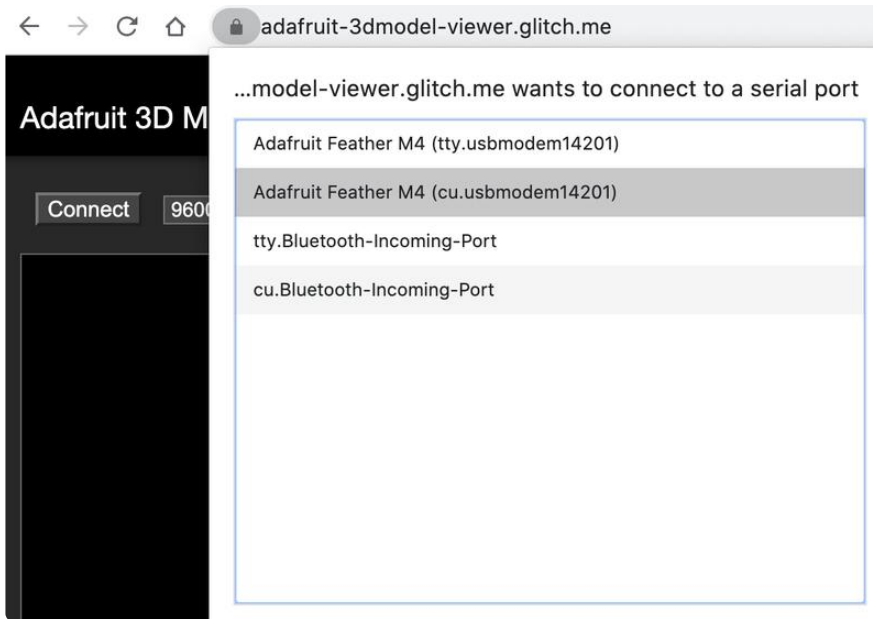 adafruit-3dmodel-viewer.glitch.me
...model-viewer.glitch.me wants to connect to a serial port
Adafruit 3D M
Adafruit Feather M4 (tty.usbmodem14201)
Adafruit Feather M4 (cu.usbmodem14201)
Connect 960
tty.Bluetooth-Incoming-Port
cu.Bluetooth-Incoming-Port